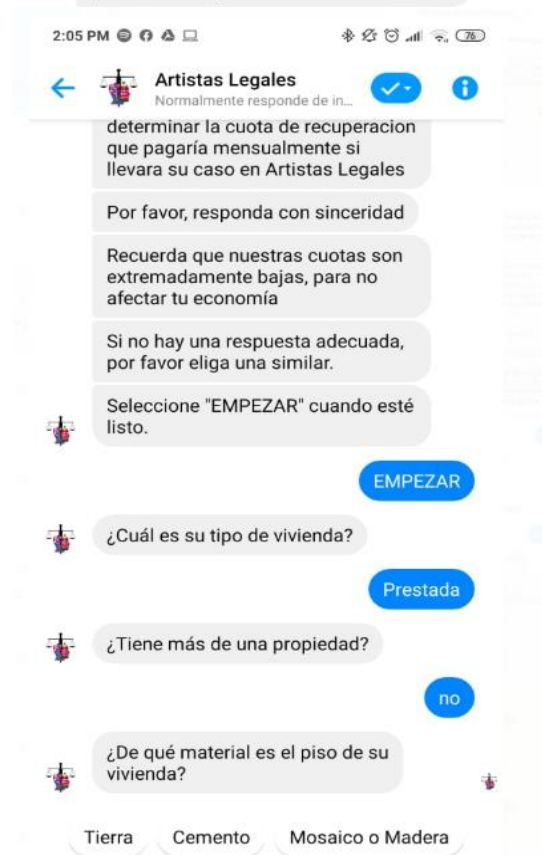 2:05 PM
76
Artistas Legales
Normalmente responde de in...
determinar la cuota de recuperacion
que pagaría mensualmente si
llevara su caso en Artistas Legales
Por favor, responda con sinceridad
Recuerda que nuestras cuotas son
extremadamente bajas, para no
afectar tu economía
Si no hay una respuesta adecuada,
por favor eliga una similar.
Seleccione "EMPEZAR" cuando esté
listo.
EMPEZAR
¿Cuál es su tipo de vivienda?
Prestada
¿Tiene más de una propiedad?
no
¿De qué material es el piso de su
vivienda?
Tierra Cemento Mosaico o Madera